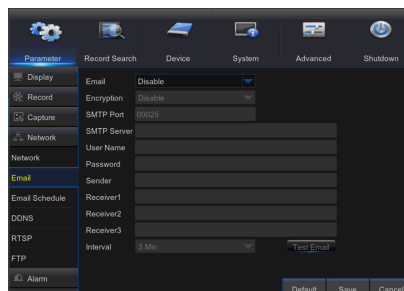 Parameter Record Search Device System Advanced Shutdown
Display
Record
Capture
Network
Network
Email
Email Schedule
DDNS
RTSP
FTP
Alarm
Email Disable
Encryption Disable
SMTP Port 00025
SMTP Server
User Name
Password
Sender
Receiver1
Receiver2
Receiver3
Interval 3 Min Test Email
Default Save Cancel